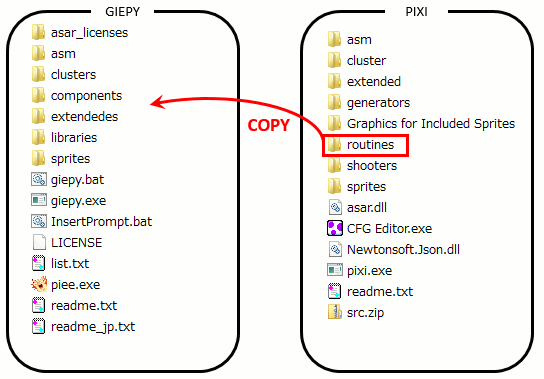 GIEPY
asar_licenses
asm
clusters
components
extendedes
libraries
sprites
giepy.bat
giepy.exe
InsertPrompt.bat
LICENSE
list.txt
piee.exe
readme.txt
readme_jp.txt
COPY
PIXI
asm
cluster
extended
generators
Graphics for Included Sprites
routines
shooters
sprites
asar.dll
CFG Editor.exe
Newtonsoft.Json.dll
pixi.exe
readme.txt
src.zip